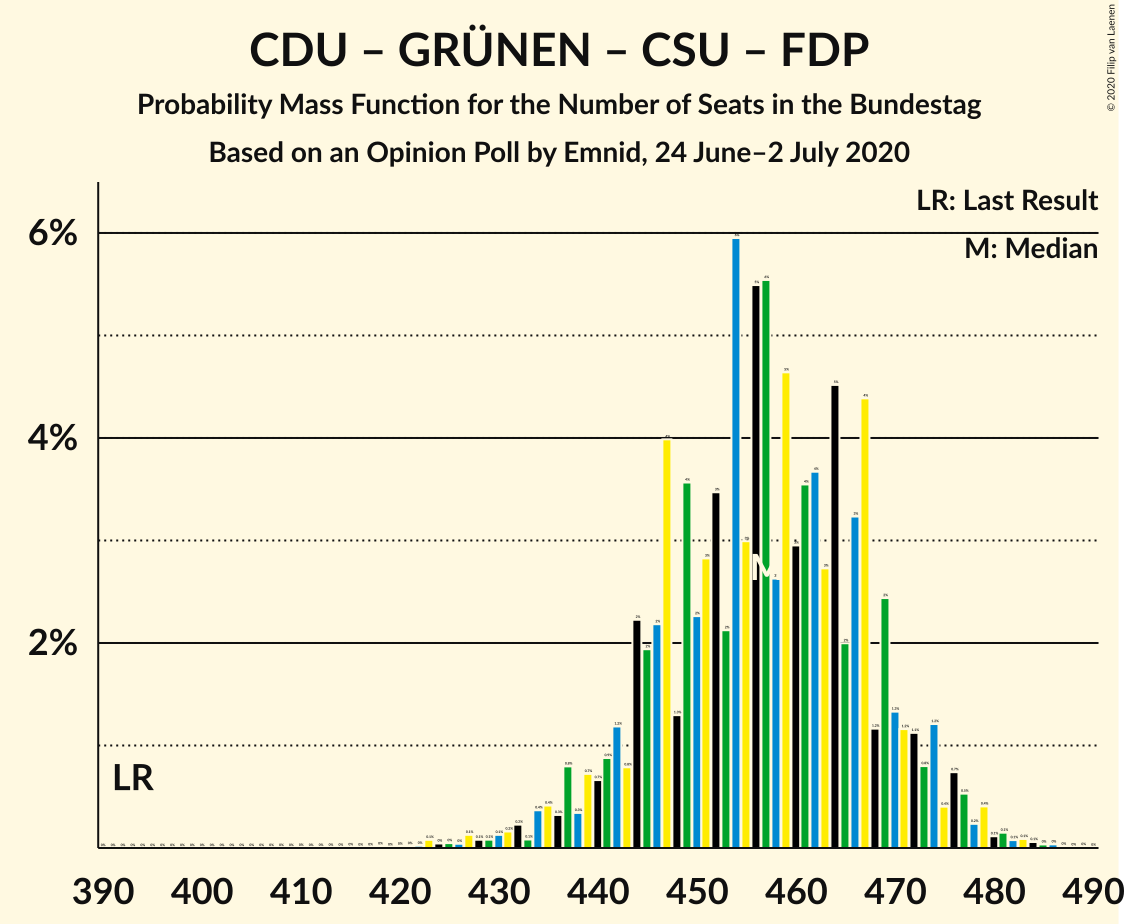 CDU – GRÜNEN – CSU – FDP
Probability Mass Function for the Number of Seats in the Bundestag
Based on an Opinion Poll by Emnid, 24 June–2 July 2020
© 2020 Filip van Laenen
LR: Last Result
M: Median
6%
4%
2%
LR
M
390 400 410 420 430 440 450 460 470 480 490